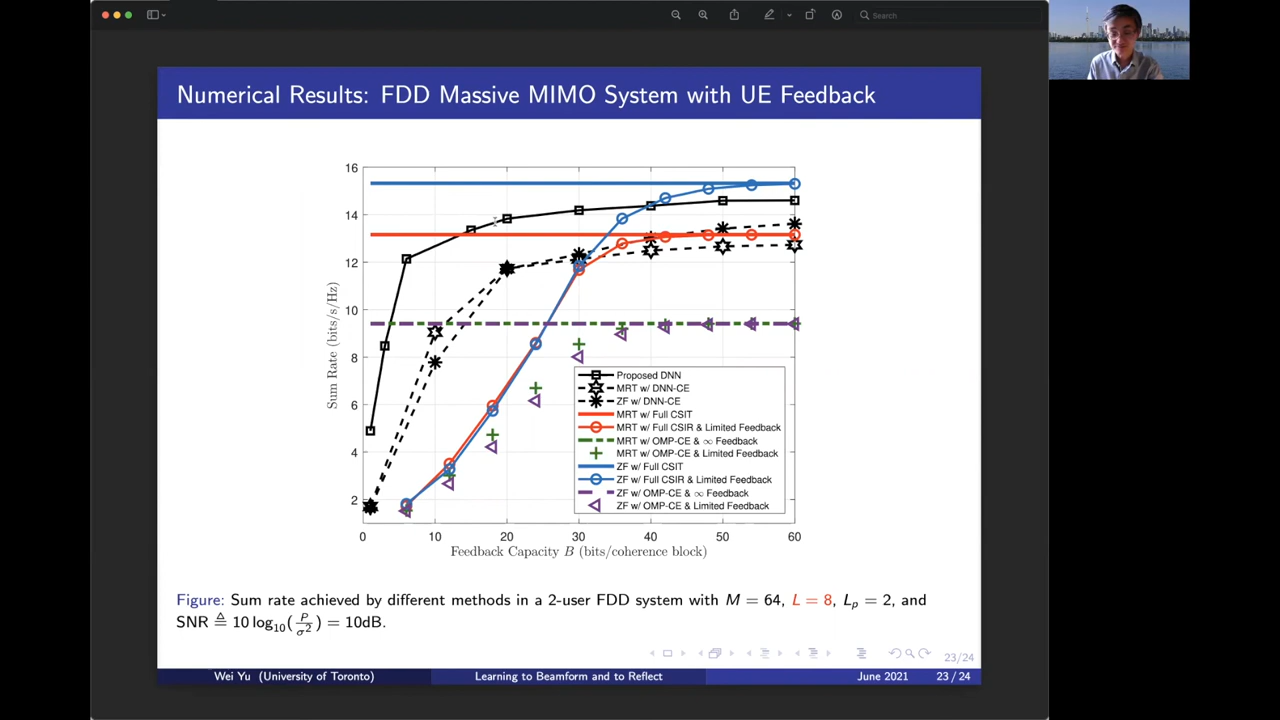 Search
Numerical Results: FDD Massive MIMO System with UE Feedback
16
14
12
10
8
6
4
2
Sum Rate (bits/s/Hz)
0 10 20 30 40 50 60
Feedback Capacity B (bits/coherence block)
Proposed DNN
MRT w/ DNN-CE
ZF w/ DNN-CE
MRT w/ Full CSIT
MRT w/ Full CSIR & Limited Feedback
MRT w/ OMP-CE & ∞ Feedback
MRT w/ OMP-CE & Limited Feedback
ZF w/ Full CSIT
ZF w/ Full CSIR & Limited Feedback
ZF w/ OMP-CE & ∞ Feedback
ZF w/ OMP-CE & Limited Feedback
Figure: Sum rate achieved by different methods in a 2-user FDD system with M = 64, L = 8, Lp = 2, and
SNR ≜ 10 log10(P/σ²) = 10dB.
23/24
Wei Yu (University of Toronto) Learning to Beamform and to Reflect June 2021 23 / 24